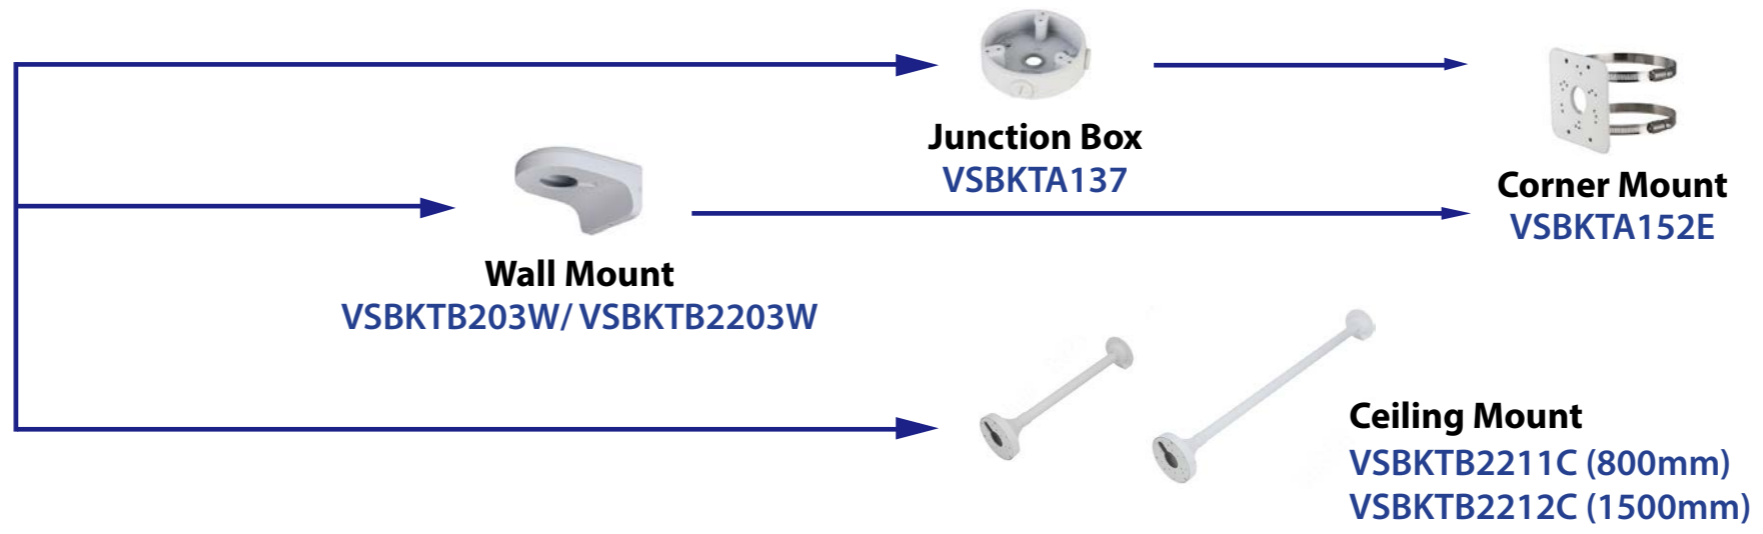 Junction Box
VSBKTA137
Corner Mount
VSBKTA152E
Wall Mount
VSBKTB203W/ VSBKTB2203W
Ceiling Mount
VSBKTB2211C (800mm)
VSBKTB2212C (1500mm)